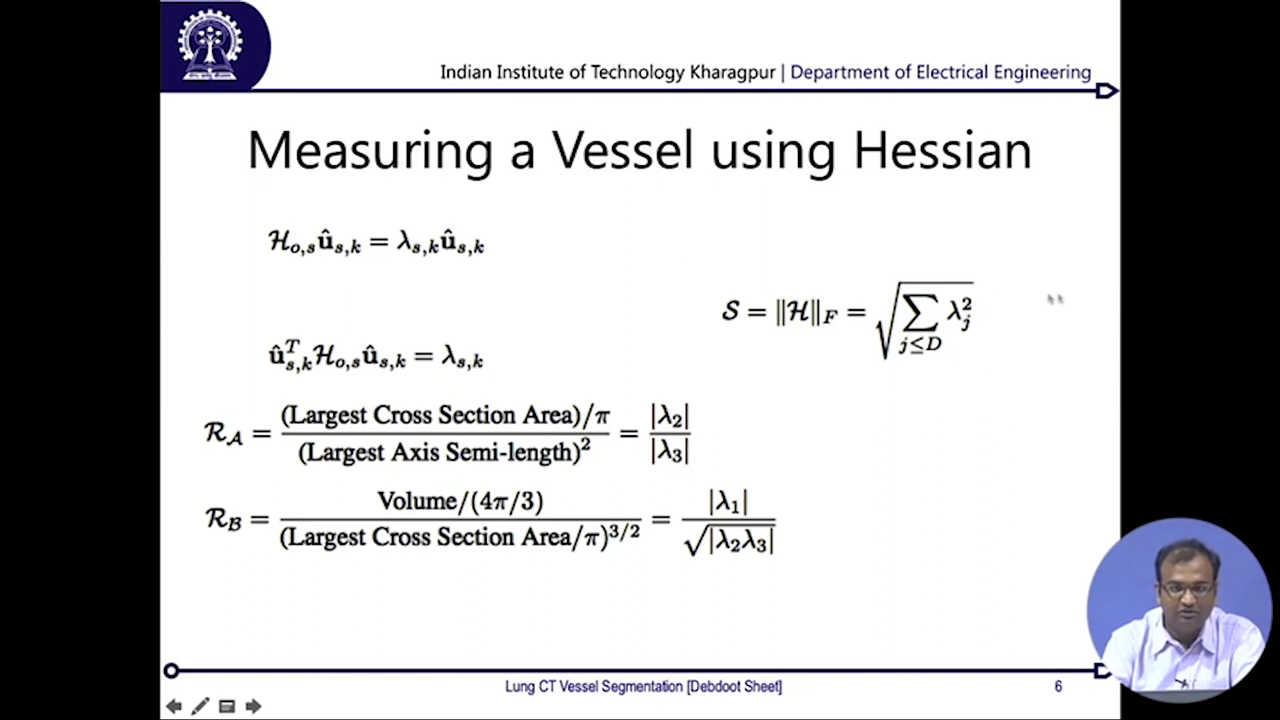 Indian Institute of Technology Kharagpur | Department of Electrical Engineering
Measuring a Vessel using Hessian
ℋ_{o,s} û_{s,k} = λ_{s,k} û_{s,k}
𝒮 = ‖ℋ‖_F = √(∑_{j≤D} λ_j^2)
û_{s,k}^T ℋ_{o,s} û_{s,k} = λ_{s,k}
ℛ_𝒜 = (Largest Cross Section Area)/π / (Largest Axis Semi-length)^2 = |λ_2| / |λ_3|
ℛ_ℬ = Volume/(4π/3) / (Largest Cross Section Area/π)^{3/2} = |λ_1| / √|λ_2λ_3|
Lung CT Vessel Segmentation [Debdoot Sheet]
6